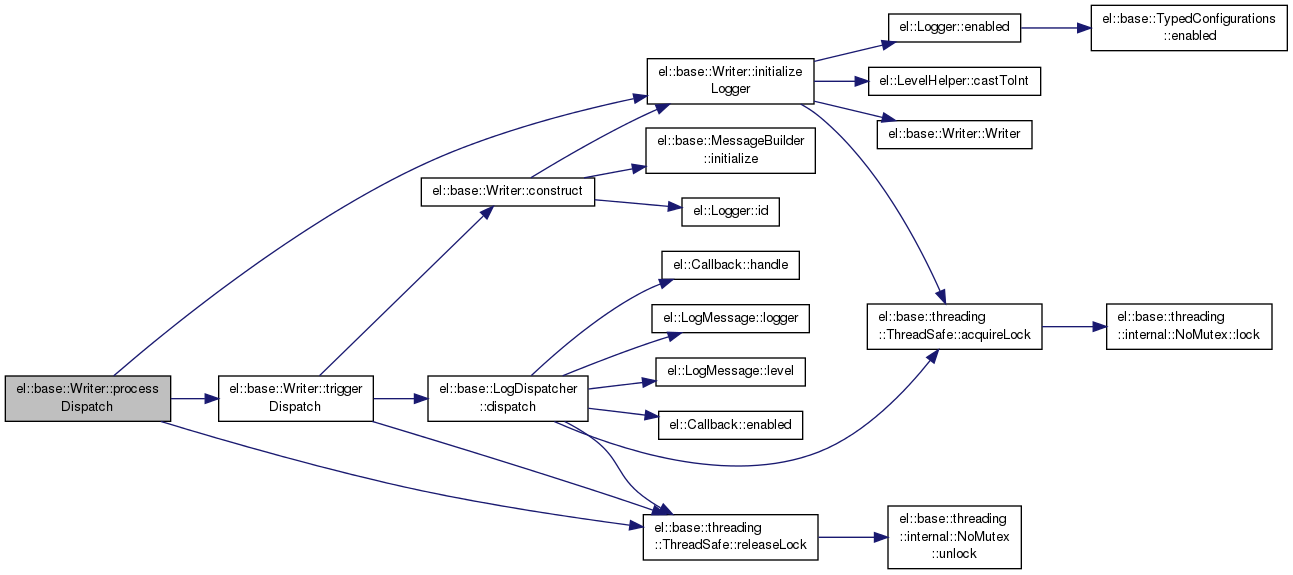 el::Logger::enabled
el::base::TypedConfigurations
::enabled
el::base::Writer::initialize
Logger
el::LevelHelper::castToInt
el::base::Writer::Writer
el::base::MessageBuilder
::initialize
el::base::Writer::construct
el::Logger::id
el::Callback::handle
el::LogMessage::logger
el::base::threading
::ThreadSafe::acquireLock
el::base::threading
::internal::NoMutex::lock
el::LogMessage::level
el::base::Writer::process
Dispatch
el::base::Writer::trigger
Dispatch
el::base::LogDispatcher
::dispatch
el::Callback::enabled
el::base::threading
::ThreadSafe::releaseLock
el::base::threading
::internal::NoMutex
::unlock